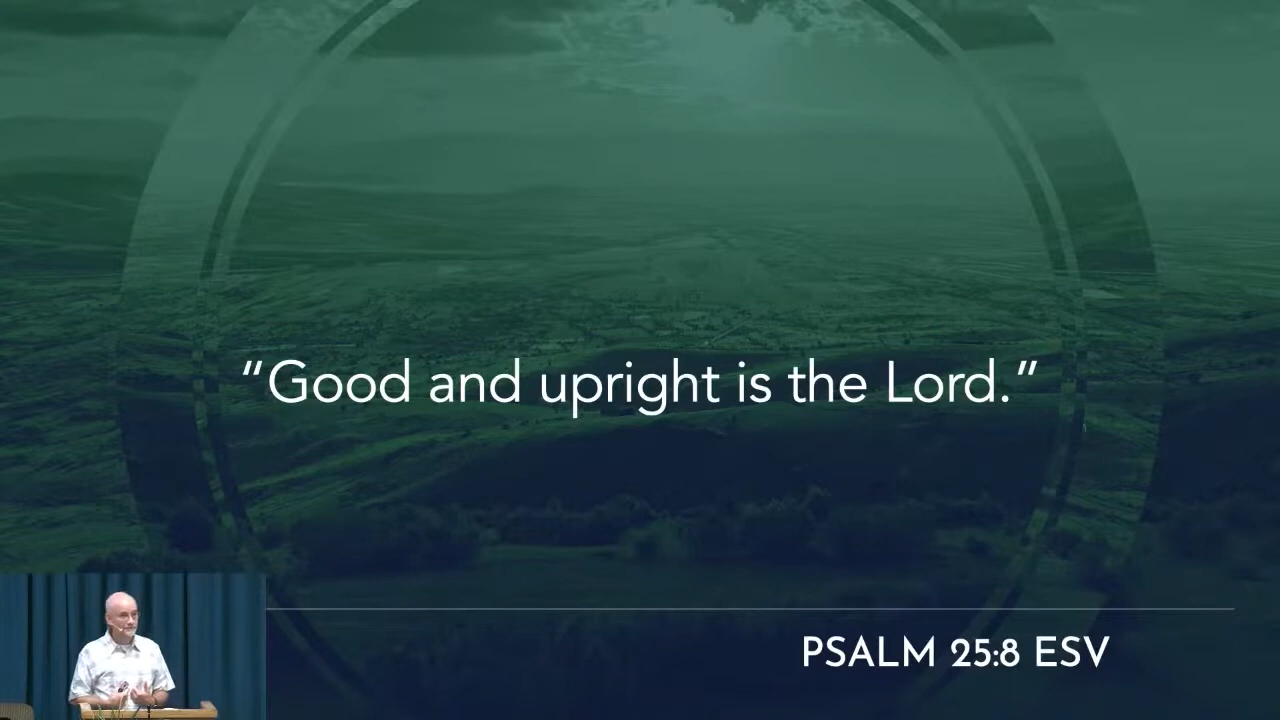 “Good and upright is the Lord.”
PSALM 25:8 ESV